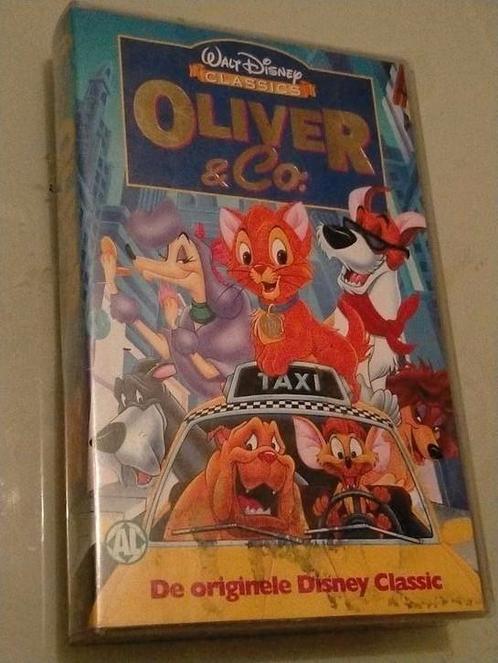 WALT DISNEY
CLASSICS
OLIVER
& Co.
TAXI
AL
De originele Disney Classic